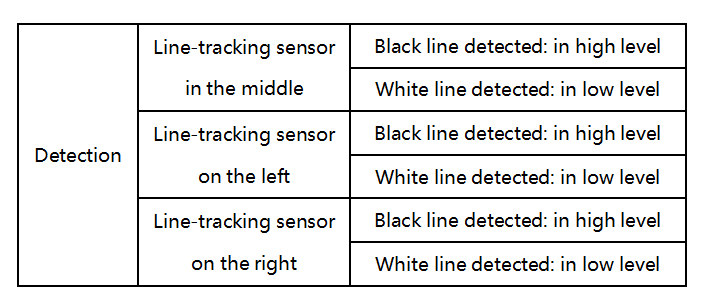 Detection
Line-tracking sensor
in the middle
Black line detected: in high level
White line detected: in low level
Line-tracking sensor
on the left
Black line detected: in high level
White line detected: in low level
Line-tracking sensor
on the right
Black line detected: in high level
White line detected: in low level